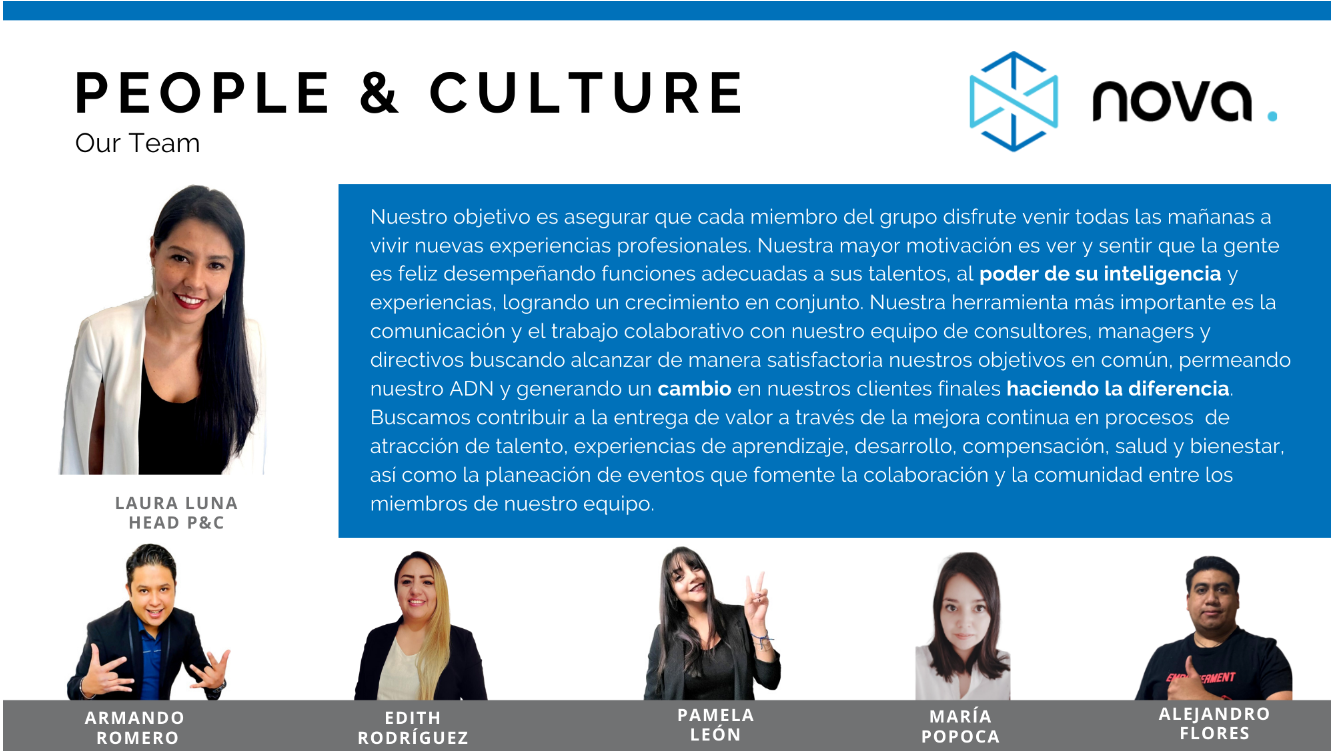 PEOPLE & CULTURE
Our Team
nova.
Nuestro objetivo es asegurar que cada miembro del grupo disfrute venir todas las mañanas a
vivir nuevas experiencias profesionales. Nuestra mayor motivación es ver y sentir que la gente
es feliz desempeñando funciones adecuadas a sus talentos, al poder de su inteligencia y
experiencias, logrando un crecimiento en conjunto. Nuestra herramienta más importante es la
comunicación y el trabajo colaborativo con nuestro equipo de consultores, managers y
directivos buscando alcanzar de manera satisfactoria nuestros objetivos en común, permeando
nuestro ADN y generando un cambio en nuestros clientes finales haciendo la diferencia.
Buscamos contribuir a la entrega de valor a través de la mejora continua en procesos  de
atracción de talento, experiencias de aprendizaje, desarrollo, compensación, salud y bienestar,
así como la planeación de eventos que fomente la colaboración y la comunidad entre los
miembros de nuestro equipo.
LAURA LUNA
HEAD P&C
ARMANDO
ROMERO
EDITH
RODRÍGUEZ
PAMELA
LEÓN
MARÍA
POPOCA
ALEJANDRO
FLORES